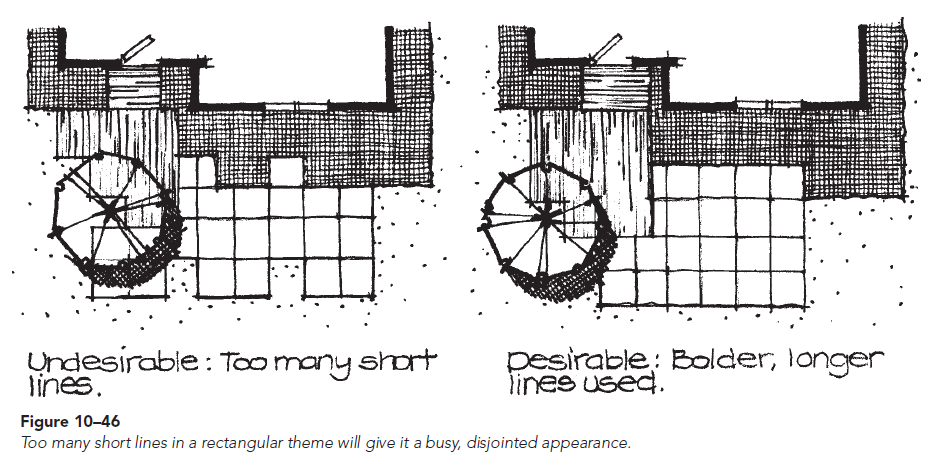 Undesirable: Too many short
lines.
Desirable: Bolder, longer
lines used.
Figure 10–46
Too many short lines in a rectangular theme will give it a busy, disjointed appearance.